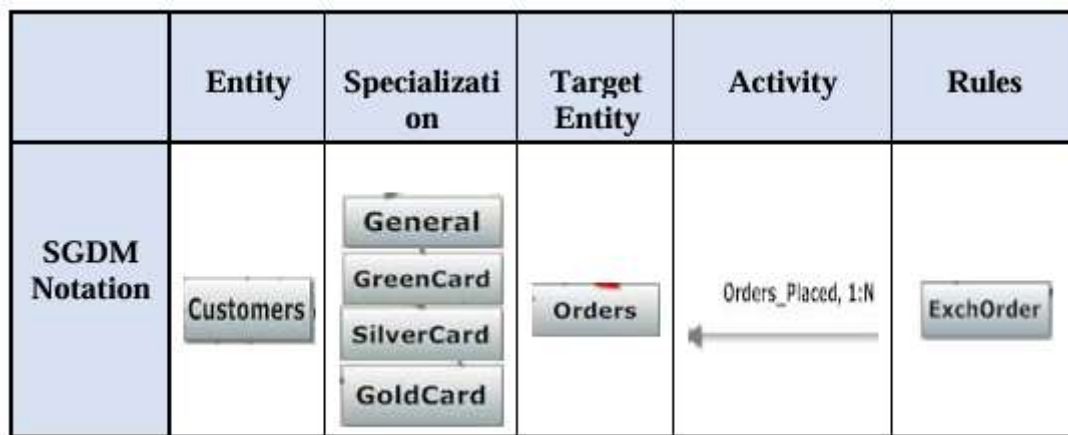 Entity
Specializati
on
Target
Entity
Activity
Rules
SGDM
Notation
Customers
General
GreenCard
SilverCard
GoldCard
Orders
Orders_Placed, 1:N
ExchOrder